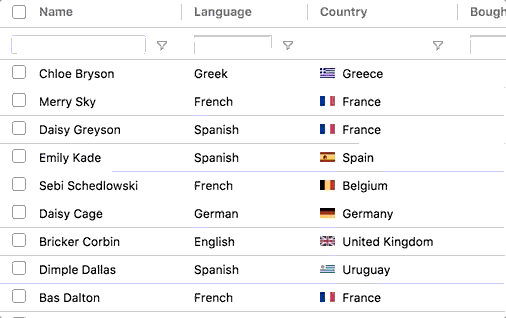 Name Language Country Bough
Chloe Bryson Greek Greece
Merry Sky French France
Daisy Greyson Spanish France
Emily Kade Spanish Spain
Sebi Schedlowski French Belgium
Daisy Cage German Germany
Bricker Corbin English United Kingdom
Dimple Dallas Spanish Uruguay
Bas Dalton French France